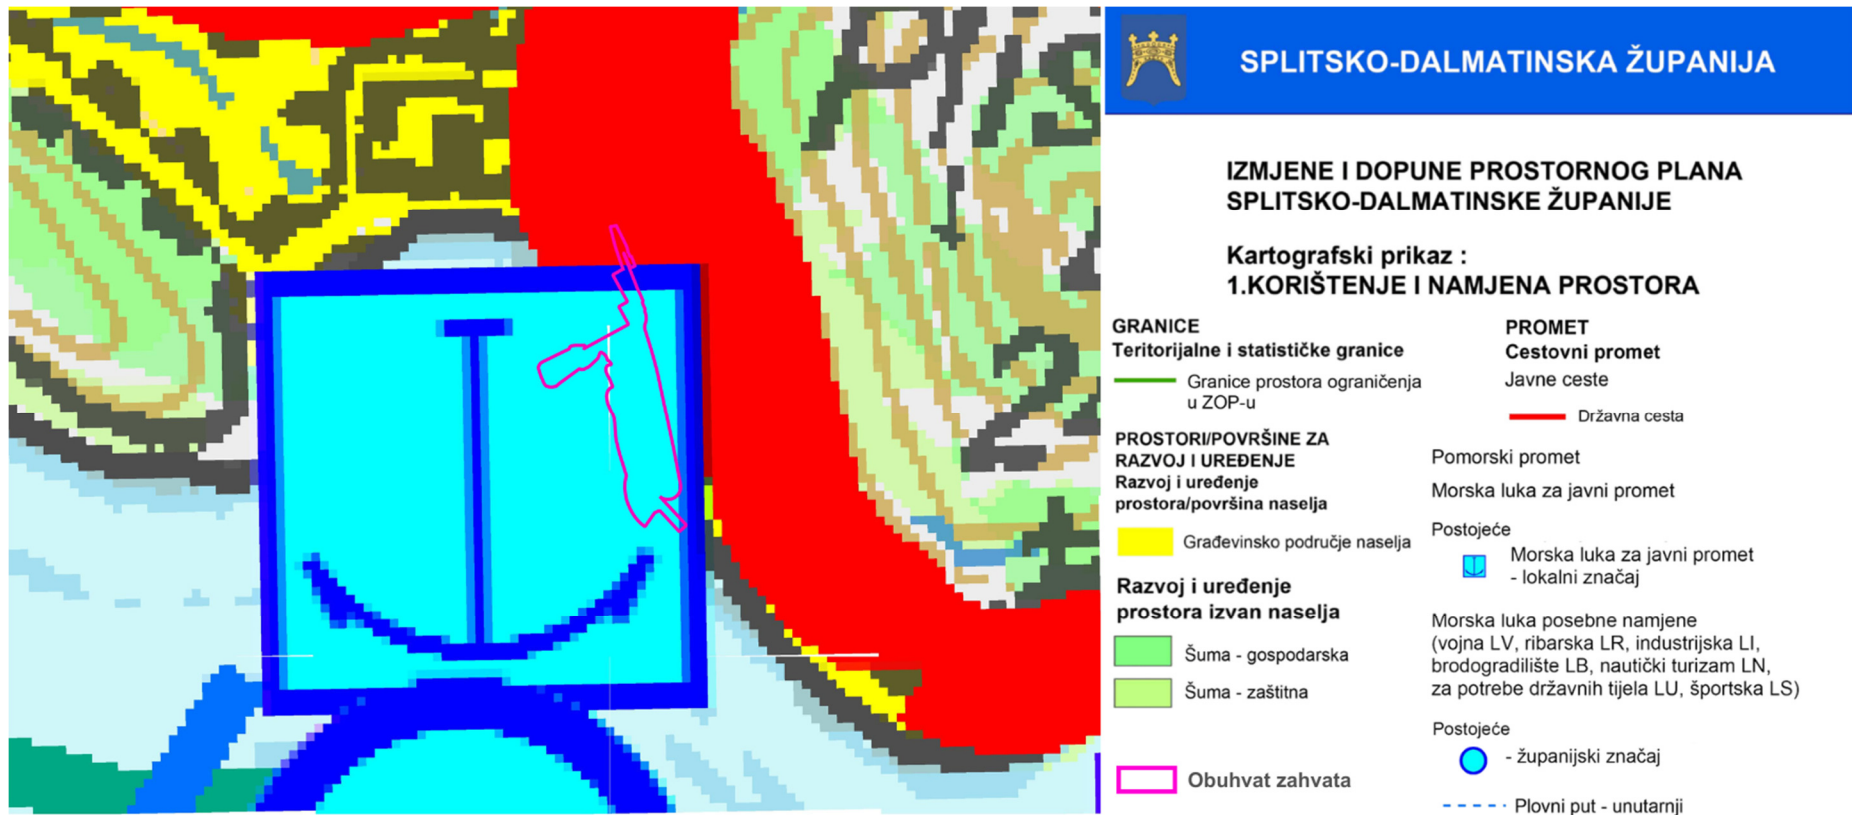 SPLITSKO-DALMATINSKA ŽUPANIJA
IZMJENE I DOPUNE PROSTORNOG PLANA
SPLITSKO-DALMATINSKE ŽUPANIJE
Kartografski prikaz :
1.KORIŠTENJE I NAMJENA PROSTORA
GRANICE
Teritorijalne i statističke granice
Granice prostora ograničenja
u ZOP-u
PROSTORI/POVRŠINE ZA
RAZVOJ I UREĐENJE
Razvoj i uređenje
prostora/površina naselja
Građevinsko područje naselja
Razvoj i uređenje
prostora izvan naselja
Šuma - gospodarska
Šuma - zaštitna
Obuhvat zahvata
PROMET
Cestovni promet
Javne ceste
Državna cesta
Pomorski promet
Morska luka za javni promet
Postojeće
Morska luka za javni promet
- lokalni značaj
Morska luka posebne namjene
(vojna LV, ribarska LR, industrijska LI,
brodogradilište LB, nautički turizam LN,
za potrebe državnih tijela LU, športska LS)
Postojeće
- županijski značaj
Plovni put - unutarnji